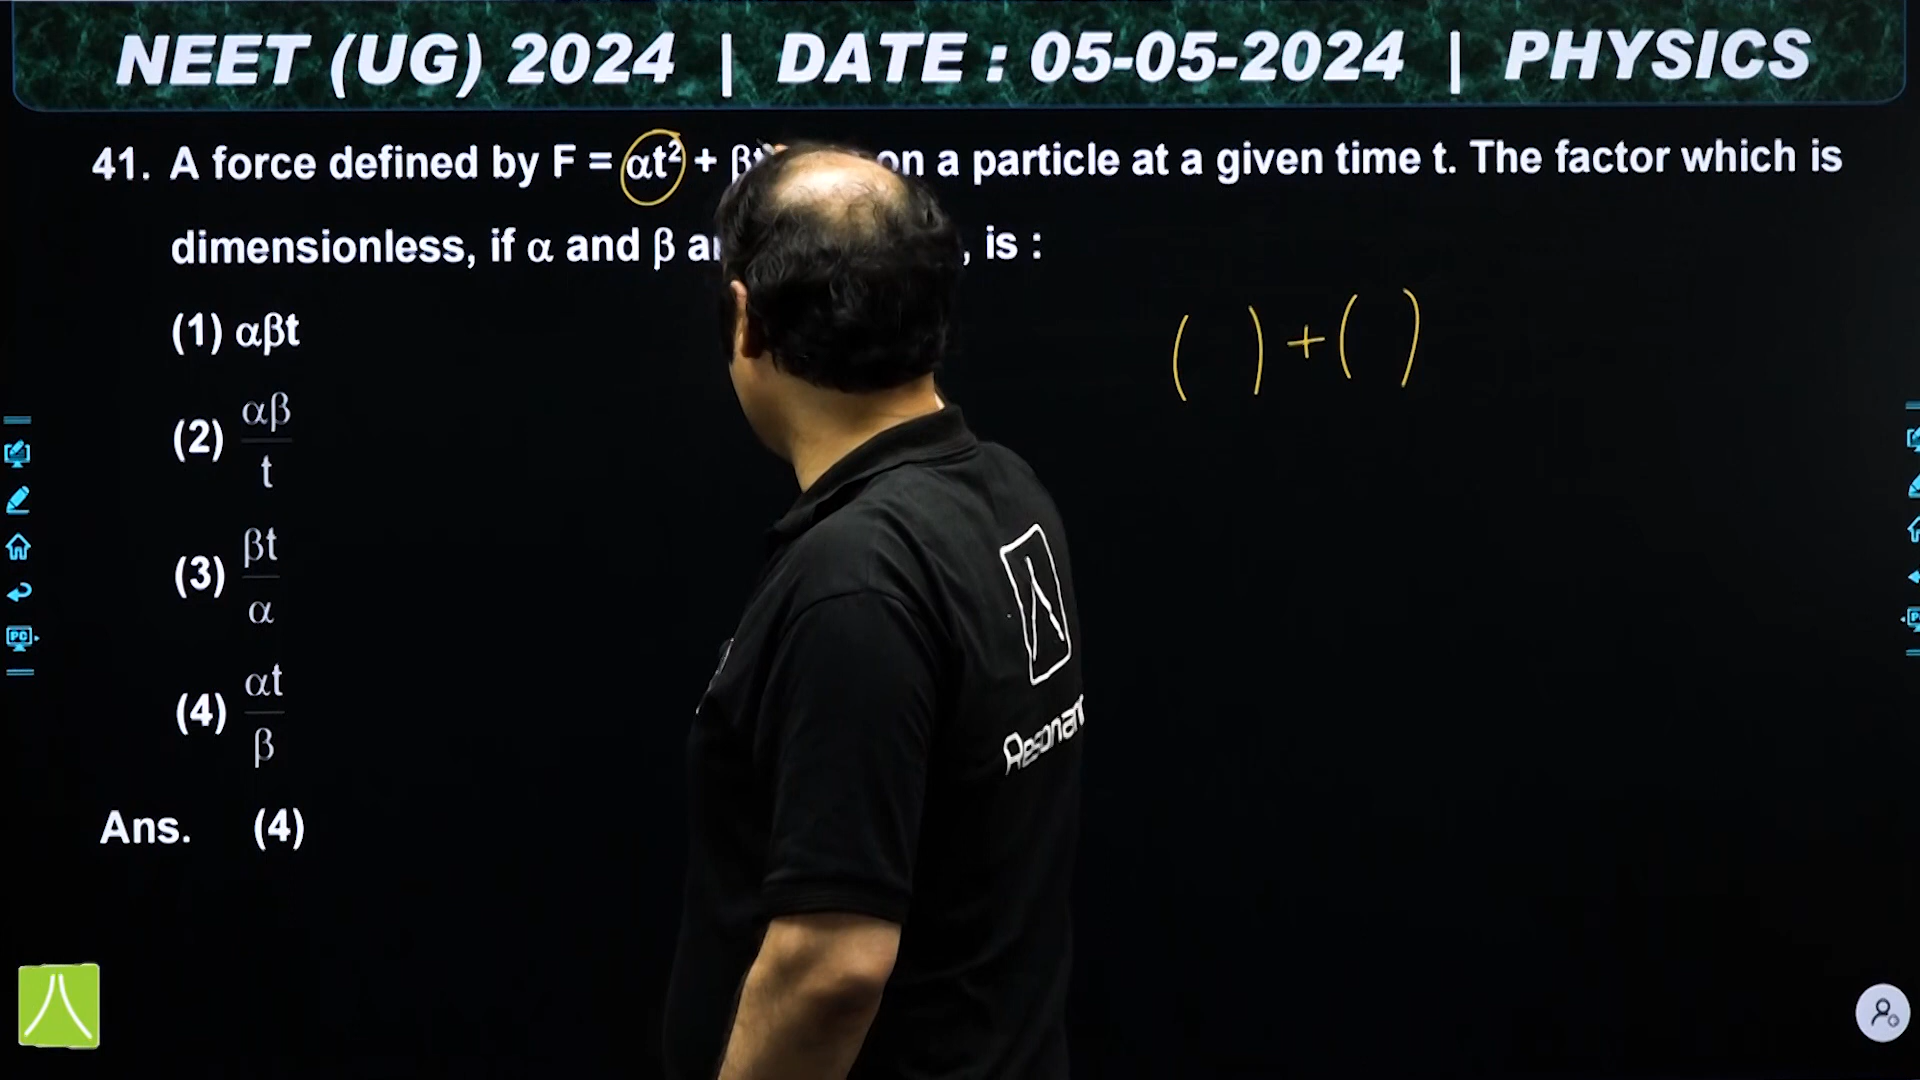 NEET (UG) 2024 | DATE : 05-05-2024 | PHYSICS
41. A force defined by F = αt² + β on a particle at a given time t. The factor which is
dimensionless, if α and β , is :
(1) αβt
(2) αβ
t
(3) βt
α
(4) αt
β
Ans. (4)
( ) + ( )
PC